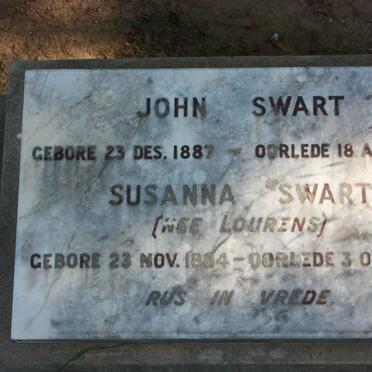 JOHN SWART
GEBORE 23 DES. 1887 - OORLEDE 18 A
SUSANNA SWART
(NEE LOURENS)
GEBORE 23 NOV. 1884 - OORLEDE 3 O
RUS IN VREDE